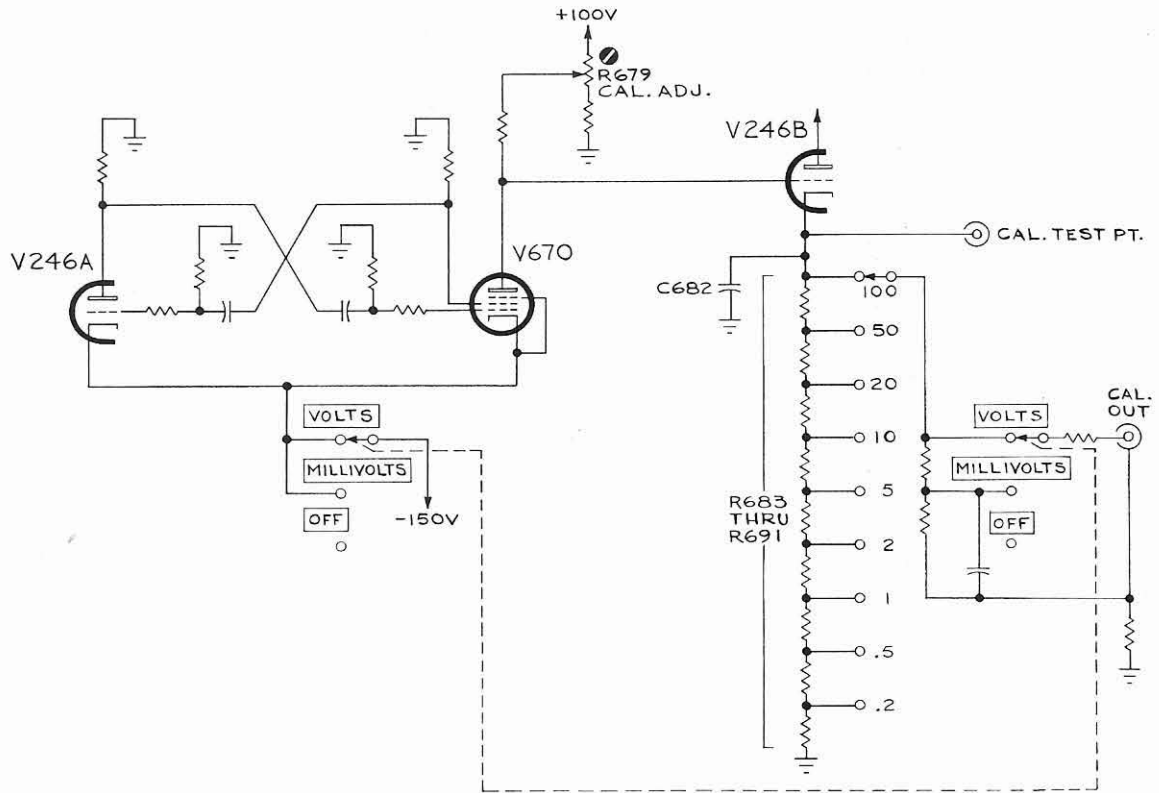 +100V
R679
CAL. ADJ.
V246B
V246A
V670
CAL. TEST PT.
C682
100
50
20
10
5
2
1
.5
.2
R683
THRU
R691
VOLTS
MILLIVOLTS
OFF
-150V
VOLTS
MILLIVOLTS
OFF
CAL.
OUT